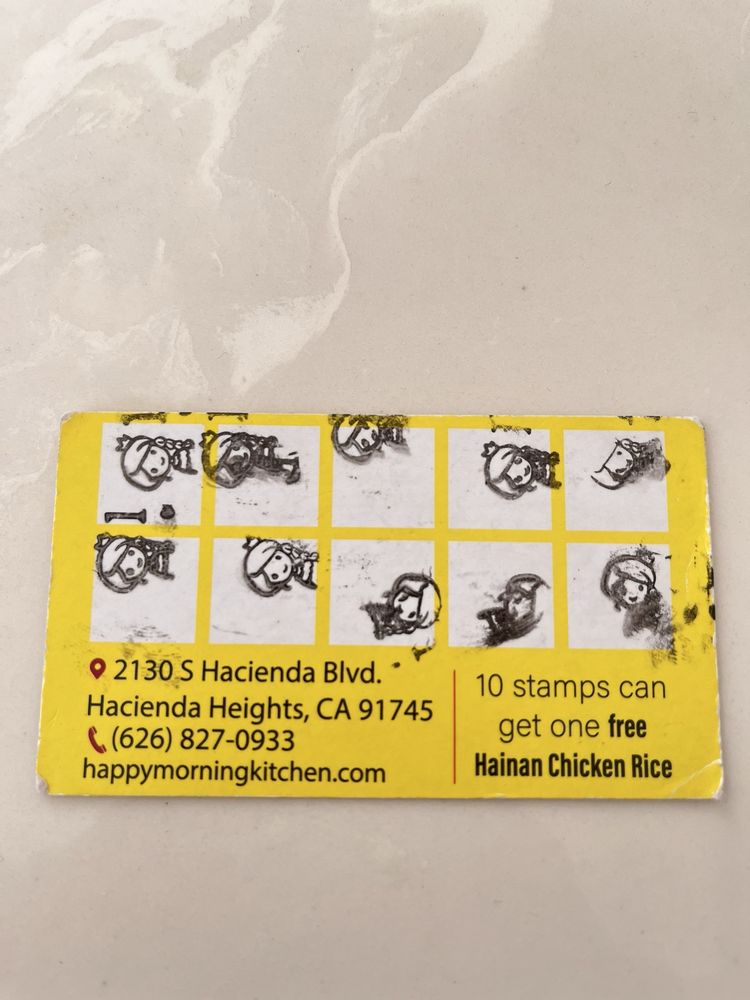 2130 S Hacienda Blvd.
Hacienda Heights, CA 91745
(626) 827-0933
happymorningkitchen.com
10 stamps can
get one free
Hainan Chicken Rice